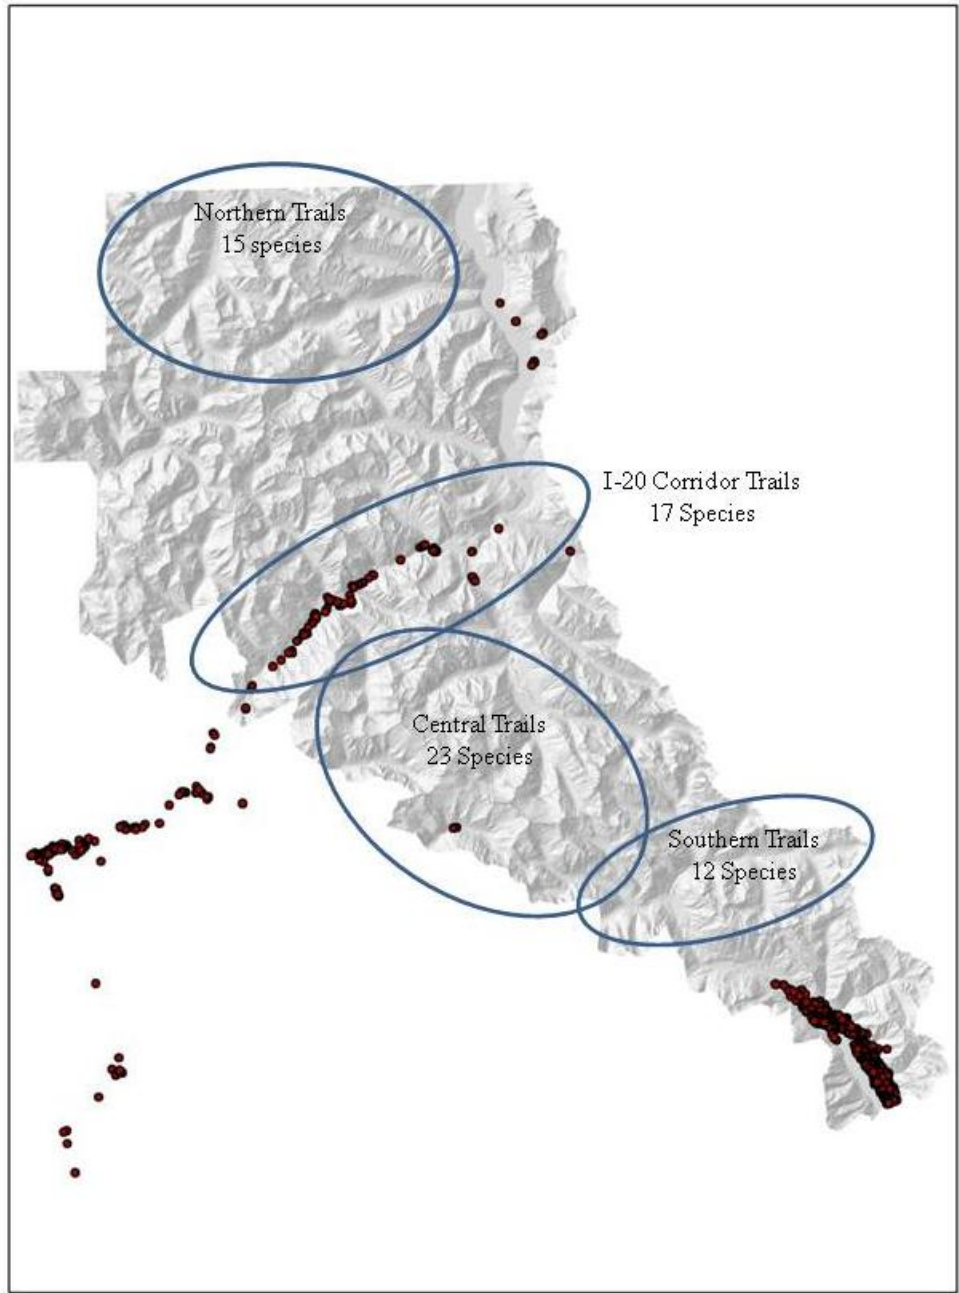 Northern Trails
15 species
I-20 Corridor Trails
17 Species
Central Trails
23 Species
Southern Trails
12 Species